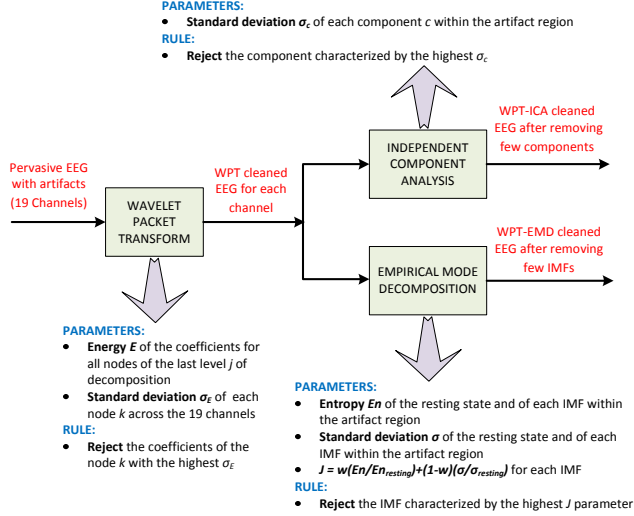 PARAMETERS:
• Standard deviation σc of each component c within the artifact region
RULE:
• Reject the component characterized by the highest σc
Pervasive EEG
with artifacts
(19 Channels)
WAVELET
PACKET
TRANSFORM
WPT cleaned
EEG for each
channel
INDEPENDENT
COMPONENT
ANALYSIS
WPT-ICA cleaned
EEG after removing
few components
EMPIRICAL MODE
DECOMPOSITION
WPT-EMD cleaned
EEG after removing
few IMFs
PARAMETERS:
• Energy E of the coefficients for
all nodes of the last level j of
decomposition
• Standard deviation σE of each
node k across the 19 channels
RULE:
• Reject the coefficients of the
node k with the highest σE
PARAMETERS:
• Entropy En of the resting state and of each IMF within
the artifact region
• Standard deviation σ of the resting state and of each
IMF within the artifact region
• J = w(En/Enresting)+(1-w)(σ/σresting) for each IMF
RULE:
• Reject the IMF characterized by the highest J parameter